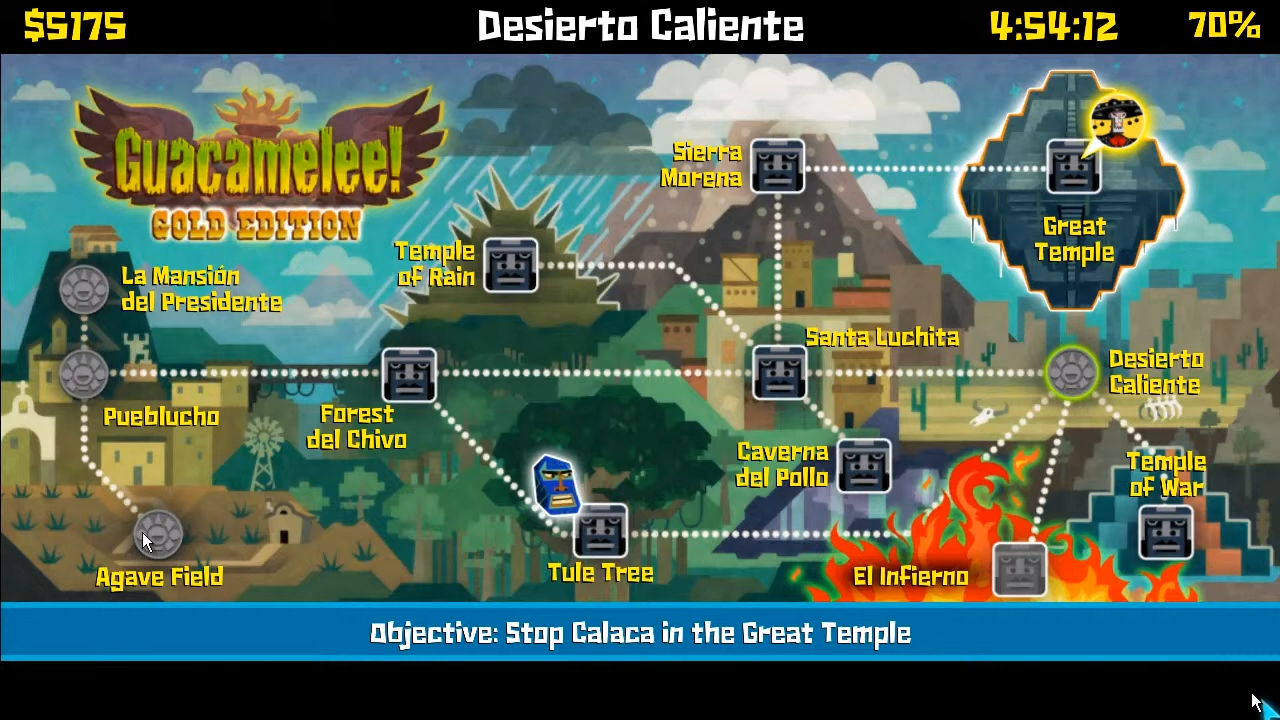 $5175 Desierto Caliente 4:54:12 70%
Guacamelee!
GOLD EDITION
Sierra
Morena
Great
Temple
Temple
of Rain
La Mansión
del Presidente
Santa Luchita
Desierto
Caliente
Pueblucho
Forest
del Chivo
Caverna
del Pollo
Temple
of War
Agave Field
Tule Tree
El Infierno
Objective: Stop Calaca in the Great Temple